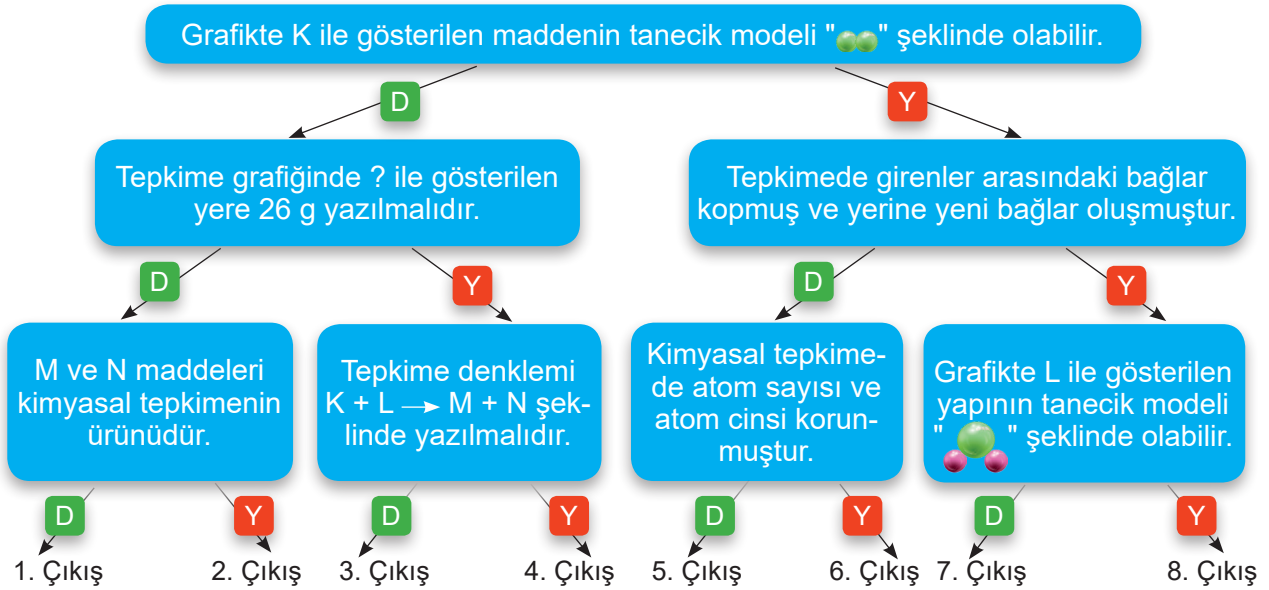 Grafikte K ile gösterilen maddenin tanecik modeli " " şeklinde olabilir.
D
Y
Tepkime grafiğinde ? ile gösterilen
yere 26 g yazılmalıdır.
Tepkimede girenler arasındaki bağlar
kopmuş ve yerine yeni bağlar oluşmuştur.
D
Y
D
Y
M ve N maddeleri
kimyasal tepkimenin
ürünüdür.
Tepkime denklemi
K + L → M + N şek-
linde yazılmalıdır.
Kimyasal tepkime-
de atom sayısı ve
atom cinsi korun-
muştur.
Grafikte L ile gösterilen
yapının tanecik modeli
" " şeklinde olabilir.
D
Y
D
Y
D
Y
D
Y
1. Çıkış
2. Çıkış
3. Çıkış
4. Çıkış
5. Çıkış
6. Çıkış
7. Çıkış
8. Çıkış